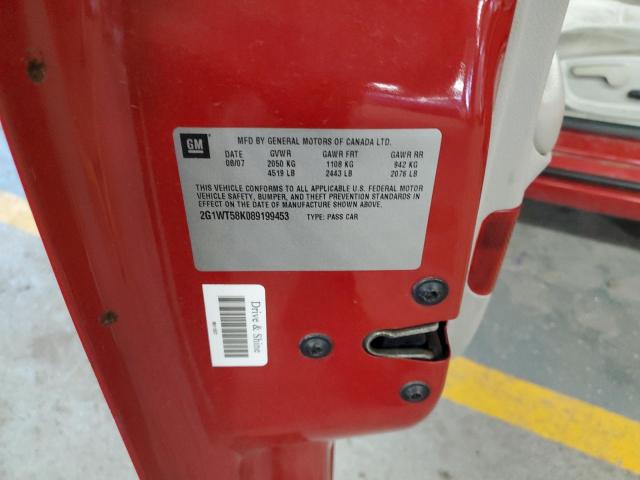 GM
MFD BY GENERAL MOTORS OF CANADA LTD.
DATE GVWR GAWR FRT GAWR RR
08/07 2050 KG 1108 KG 942 KG
4519 LB 2443 LB 2076 LB
THIS VEHICLE CONFORMS TO ALL APPLICABLE U.S. FEDERAL MOTOR
VEHICLE SAFETY, BUMPER, AND THEFT PREVENTION STANDARDS IN
EFFECT ON THE DATE OF MANUFACTURE SHOWN ABOVE.
2G1WT58K089199453 TYPE: PASS CAR
Drive & Shine